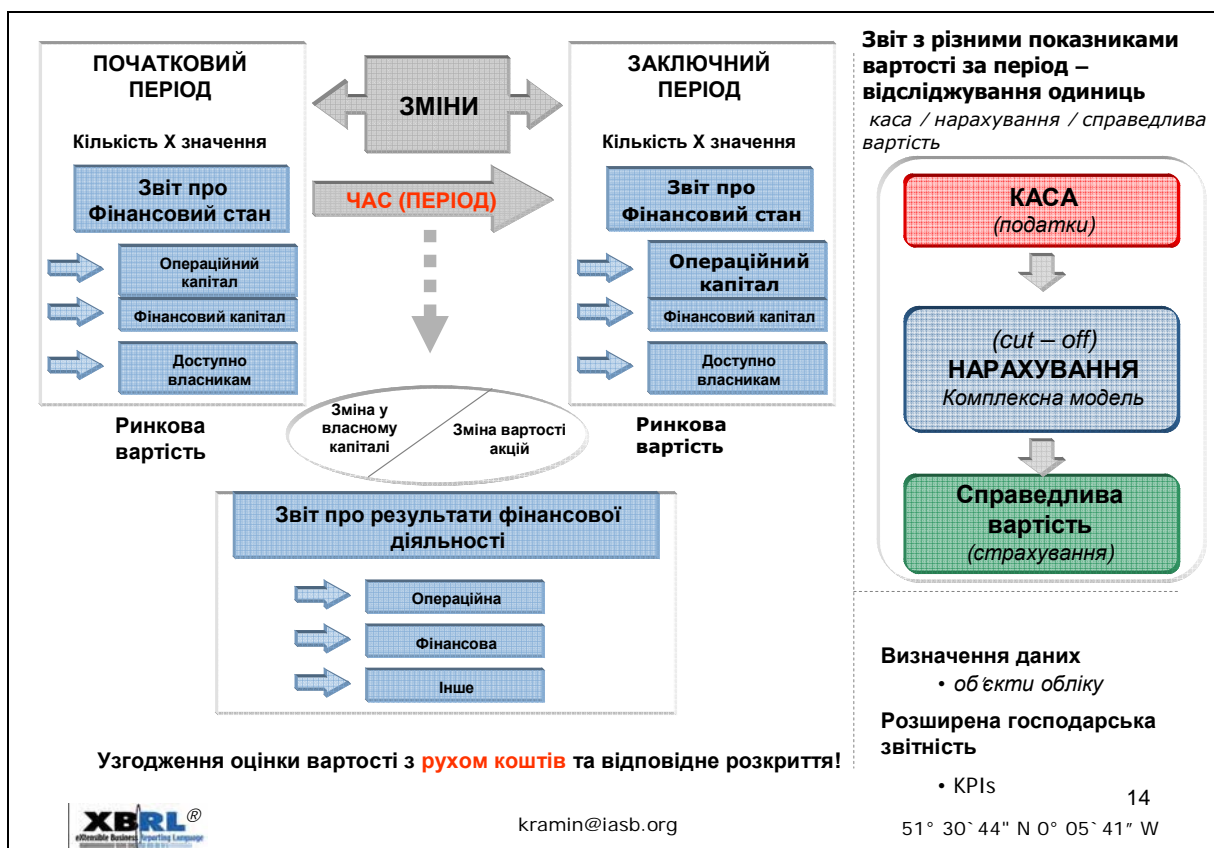 ПОЧАТКОВИЙ
ПЕРІОД
Кількість X значення
Звіт про
Фінансовий стан
Операційний
капітал
Фінансовий капітал
Доступно
власникам
Ринкова
вартість
ЗМІНИ
ЧАС (ПЕРІОД)
ЗАКЛЮЧНИЙ
ПЕРІОД
Кількість X значення
Звіт про
Фінансовий стан
Операційний
капітал
Фінансовий капітал
Доступно
власникам
Ринкова
вартість
Зміна у
власному
капіталі
Зміна вартості
акцій
Звіт про результати фінансової
діяльності
Операційна
Фінансова
Інше
Узгодження оцінки вартості з рухом коштів та відповідне розкриття!
Звіт з різними показниками
вартості за період –
відсліджування одиниць
каса / нарахування / справедлива
вартість
КАСА
(податки)
(cut – off)
НАРАХУВАННЯ
Комплексна модель
Справедлива
вартість
(страхування)
Визначення даних
• об′єкти обліку
Розширена господарська
звітність
• KPIs
XBRL®
eXtensible Business Reporting Language
kramin@iasb.org
14
51° 30`44" N 0° 05`41" W